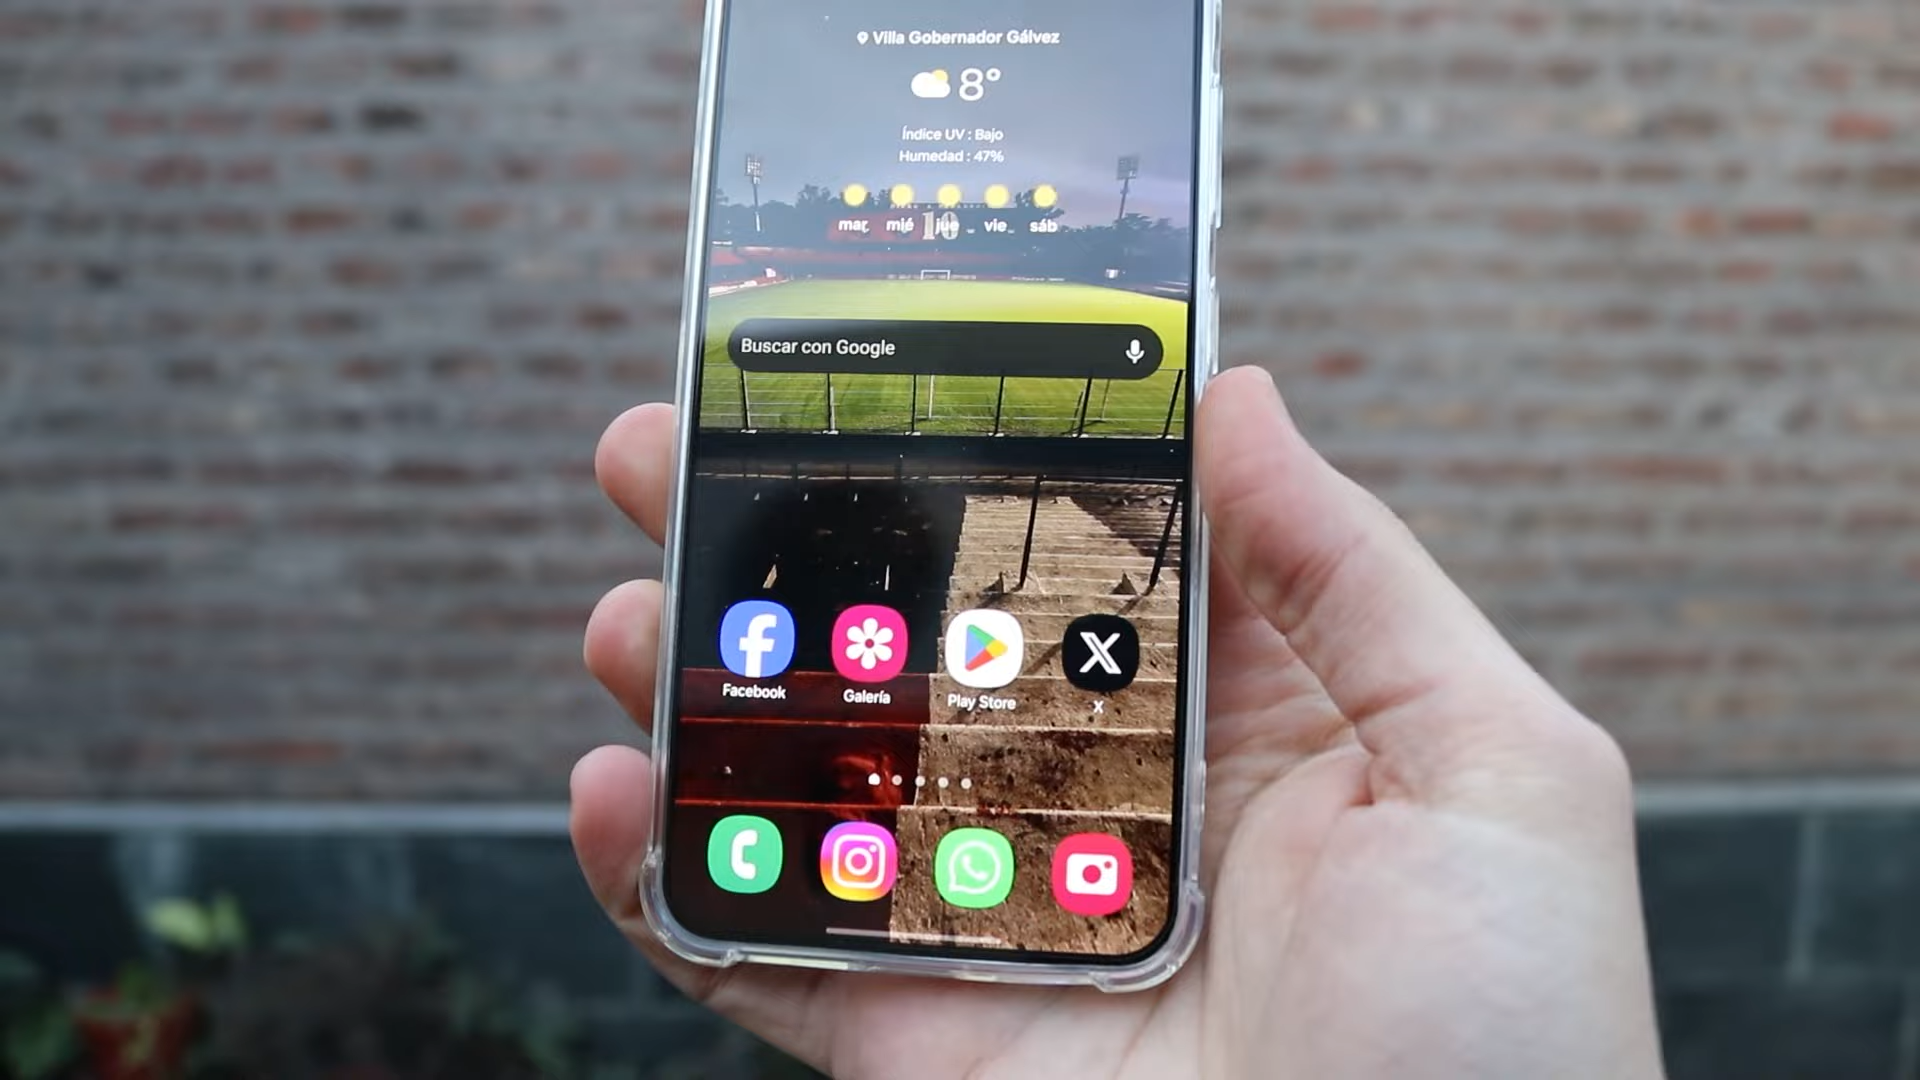 Villa Gobernador Gálvez
8°
Índice UV : Bajo
Humedad : 47%
mar. mié jue vie. sáb
10
Buscar con Google
Facebook Galería Play Store X